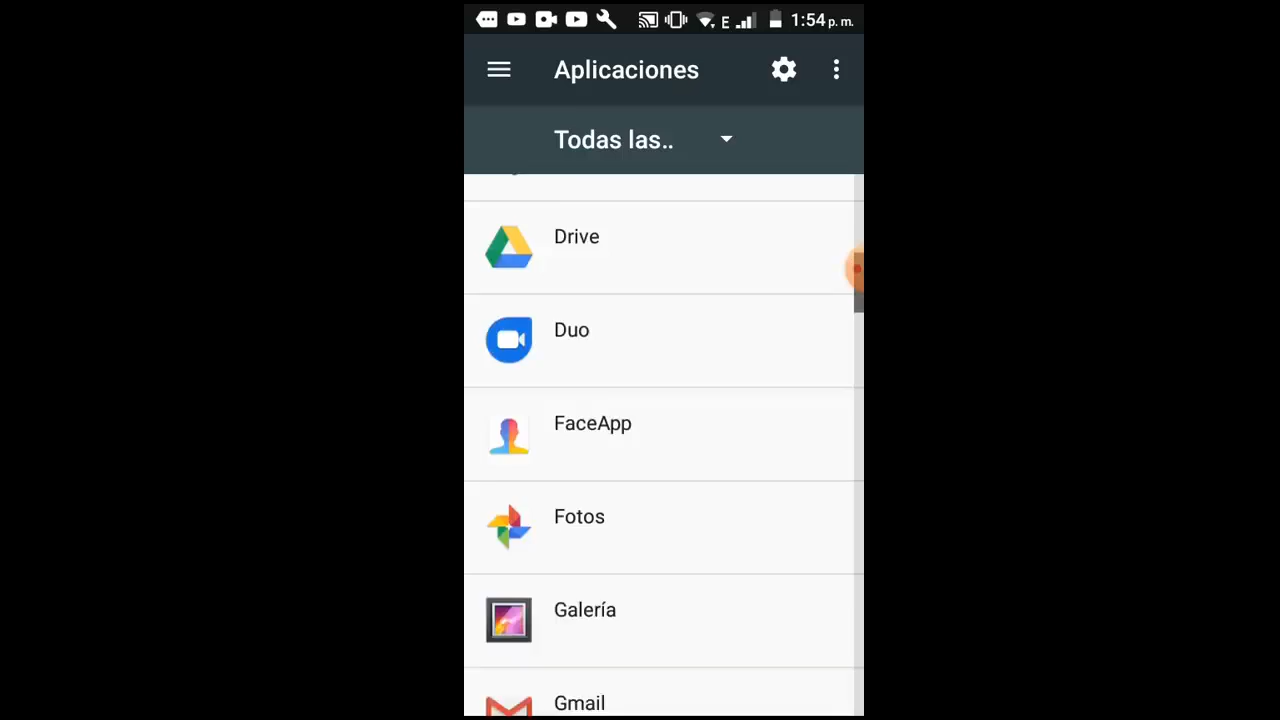 E 1:54 p. m.
Aplicaciones
Todas las..
Drive
Duo
FaceApp
Fotos
Galería
Gmail